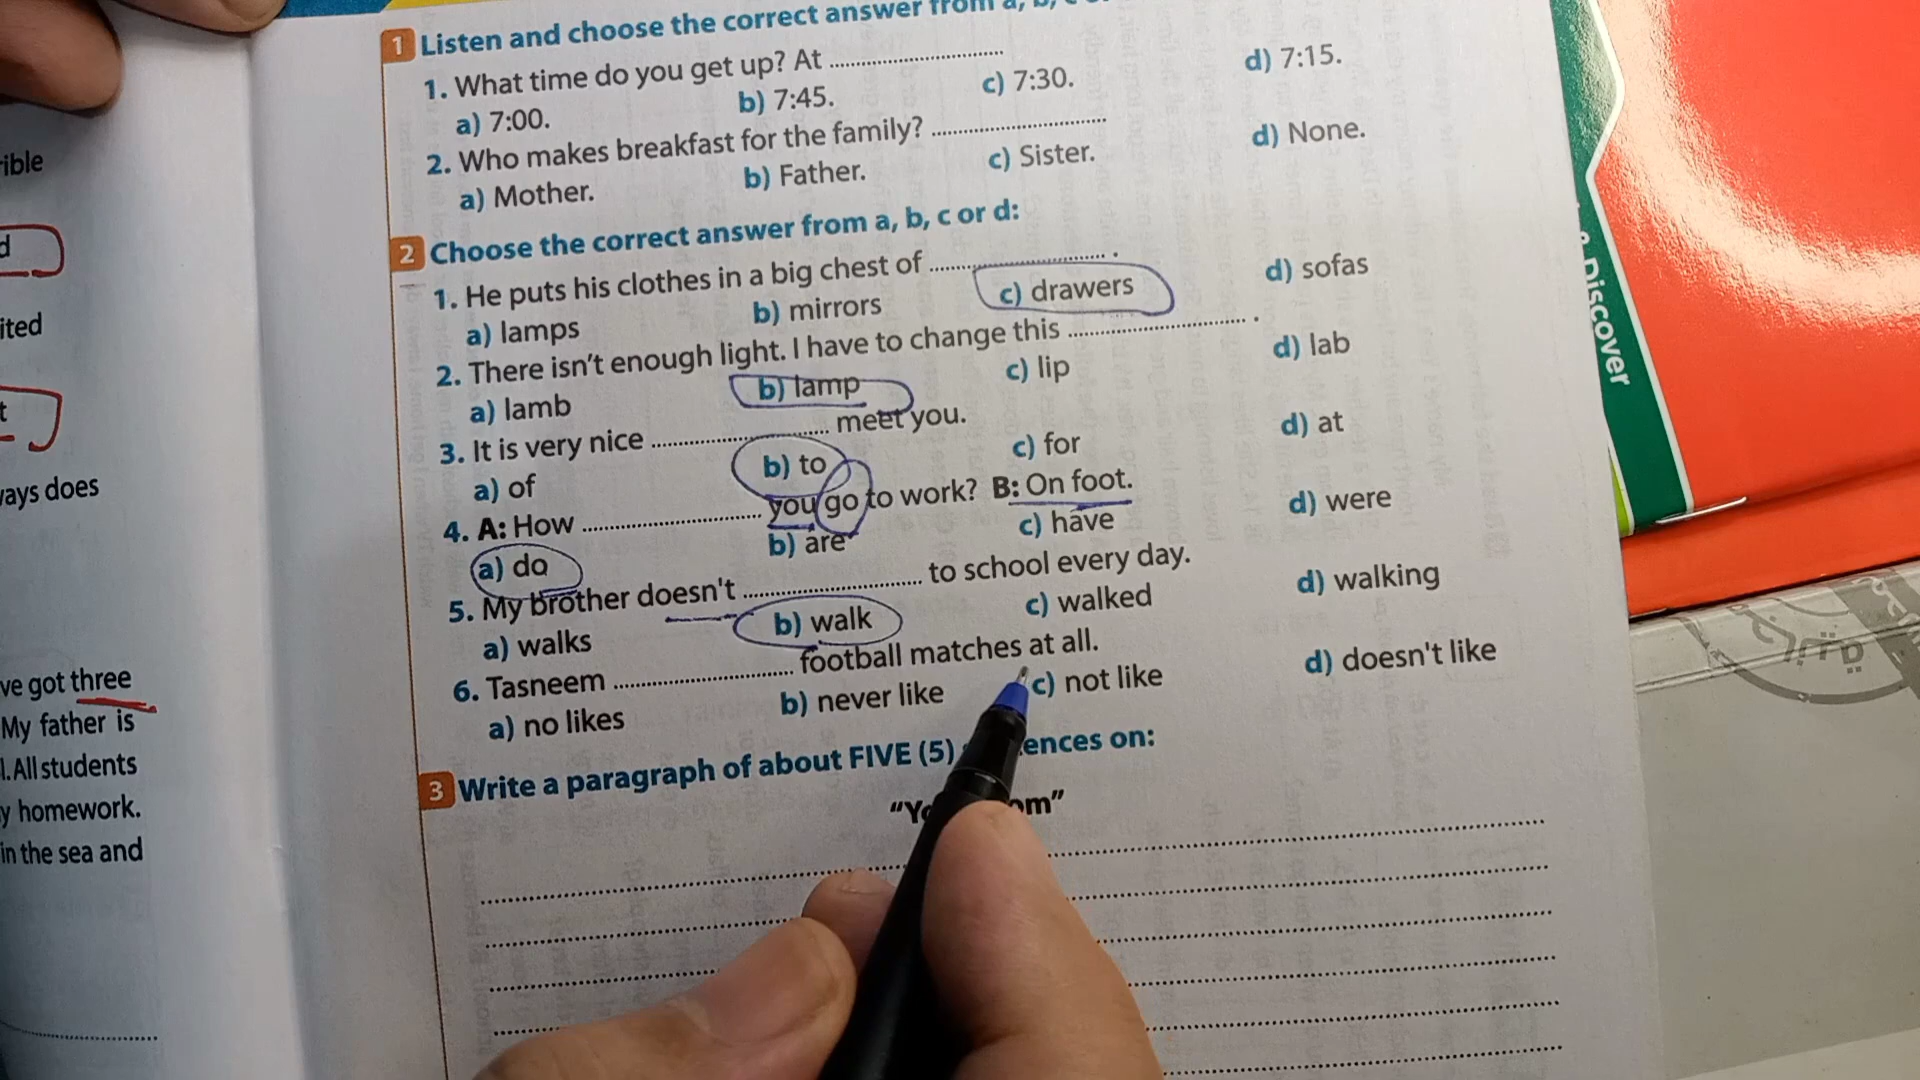 1 Listen and choose the correct answer from a, b, c
1. What time do you get up? At ....................
a) 7:00. b) 7:45. c) 7:30. d) 7:15.
2. Who makes breakfast for the family? ....................
a) Mother. b) Father. c) Sister. d) None.
2 Choose the correct answer from a, b, c or d:
1. He puts his clothes in a big chest of .................... .
a) lamps b) mirrors c) drawers d) sofas
2. There isn't enough light. I have to change this .................... .
a) lamb b) lamp c) lip d) lab
3. It is very nice .................... meet you.
a) of b) to c) for d) at
4. A: How .................... you go to work? B: On foot.
a) do b) are c) have d) were
5. My brother doesn't .................... to school every day.
a) walks b) walk c) walked d) walking
6. Tasneem .................... football matches at all.
a) no likes b) never like c) not like d) doesn't like
3 Write a paragraph of about FIVE (5) on:
ays does
ve got three
My father is
All students
y homework.
in the sea and
Discover